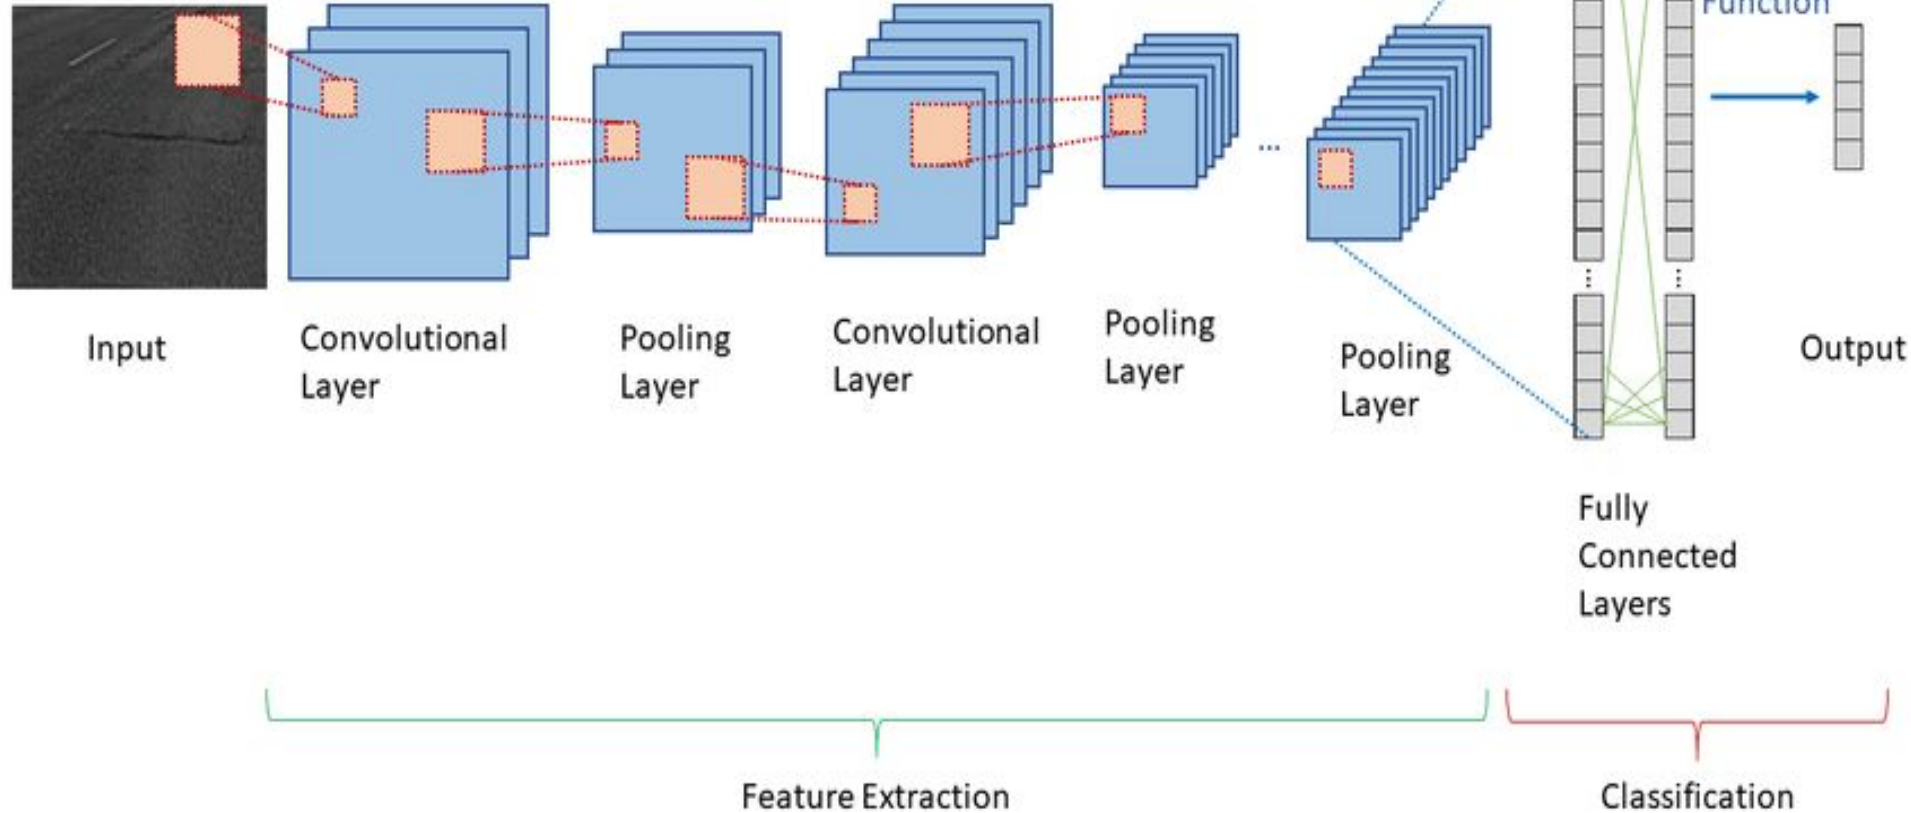 Function
Input
Convolutional
Layer
Pooling
Layer
Convolutional
Layer
Pooling
Layer
...
Pooling
Layer
Output
Fully
Connected
Layers
Feature Extraction
Classification